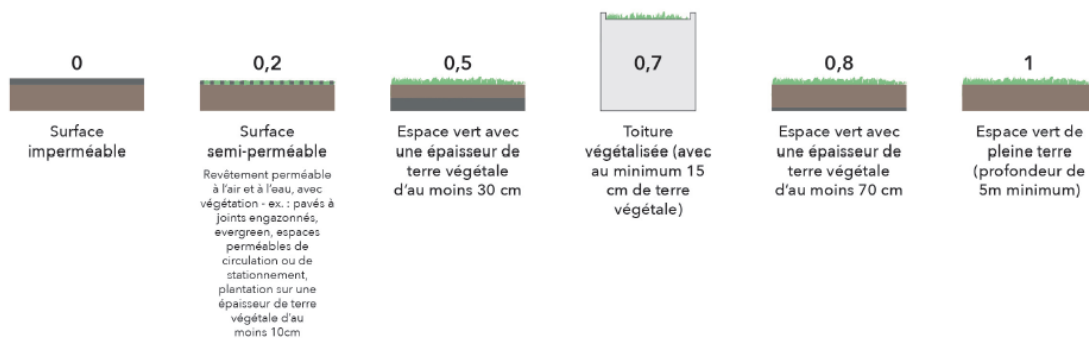 0
Surface
imperméable
0,2
Surface
semi-perméable
Revêtement perméable
à l'air et à l'eau, avec
végétation - ex. : pavés à
joints engazonnés,
evergreen, espaces
perméables de
circulation ou de
stationnement,
plantation sur une
épaisseur de terre
végétale d'au
moins 10cm
0,5
Espace vert avec
une épaisseur de
terre végétale
d'au moins 30 cm
0,7
Toiture
végétalisée (avec
au minimum 15
cm de terre
végétale)
0,8
Espace vert avec
une épaisseur de
terre végétale
d'au moins 70 cm
1
Espace vert de
pleine terre
(profondeur de
5m minimum)